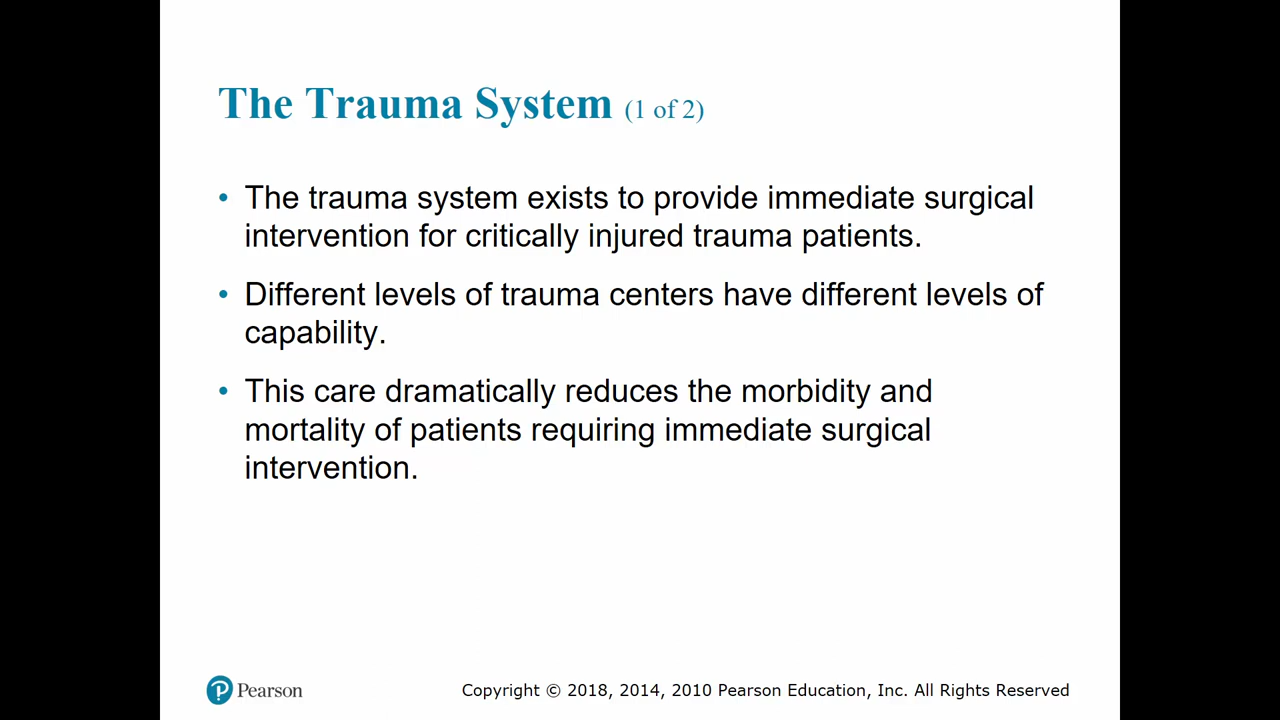 The Trauma System (1 of 2)
• The trauma system exists to provide immediate surgical
intervention for critically injured trauma patients.
• Different levels of trauma centers have different levels of
capability.
• This care dramatically reduces the morbidity and
mortality of patients requiring immediate surgical
intervention.
Pearson
Copyright © 2018, 2014, 2010 Pearson Education, Inc. All Rights Reserved